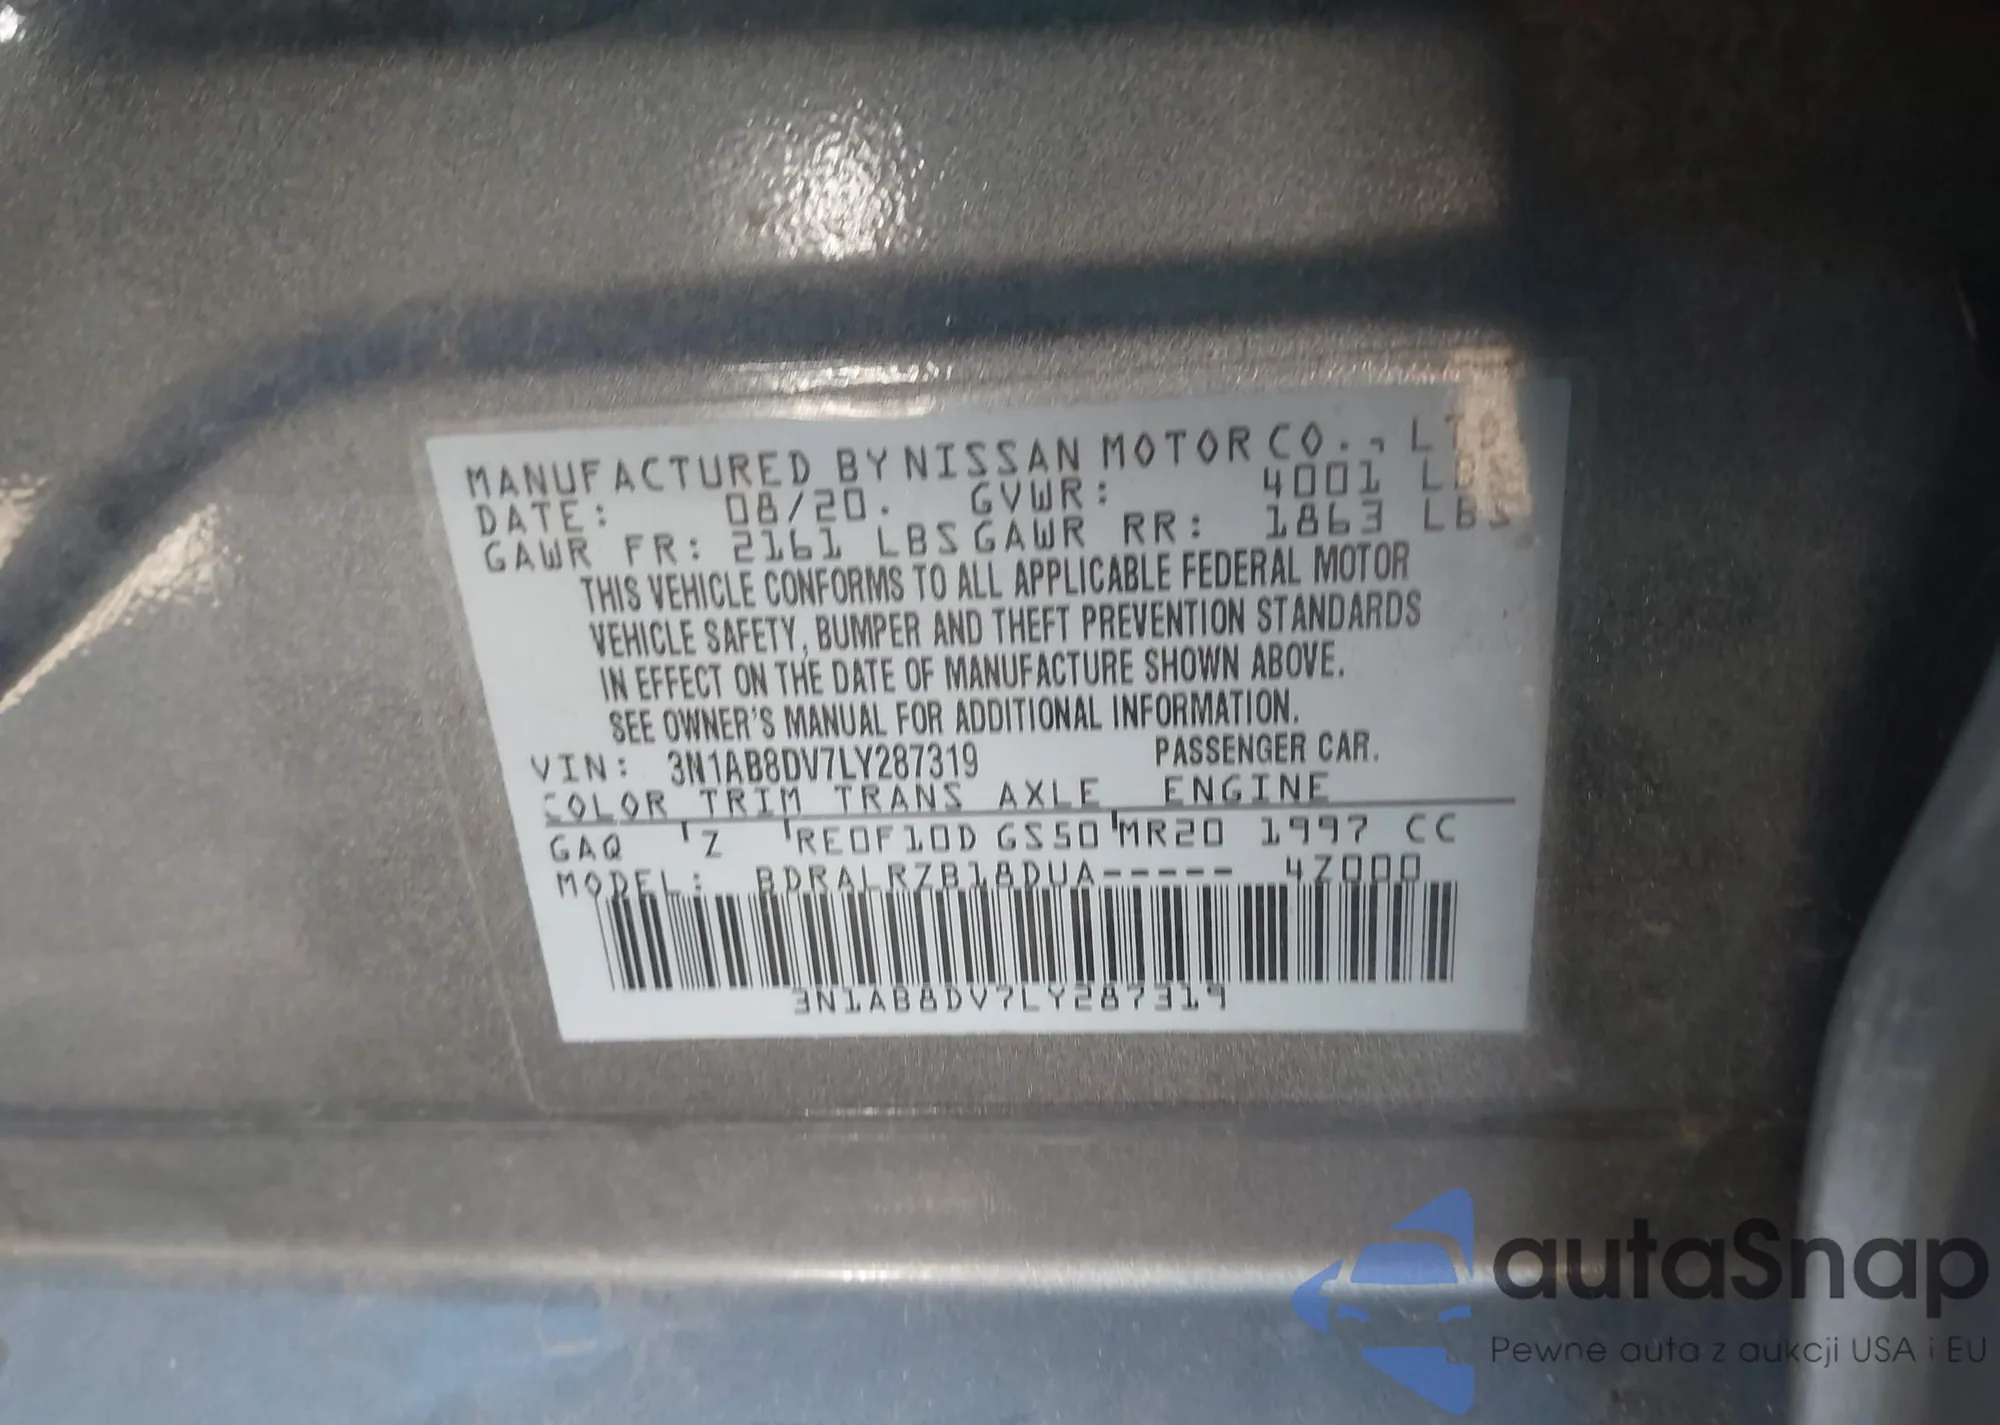 MANUFACTURED BY NISSAN MOTOR CO., LTD.
DATE: 08/20. GVWR: 4001 LBS
GAWR FR: 2161 LBS GAWR RR: 1863 LBS
THIS VEHICLE CONFORMS TO ALL APPLICABLE FEDERAL MOTOR
VEHICLE SAFETY, BUMPER AND THEFT PREVENTION STANDARDS
IN EFFECT ON THE DATE OF MANUFACTURE SHOWN ABOVE.
SEE OWNER'S MANUAL FOR ADDITIONAL INFORMATION.
VIN: 3N1AB8DV7LY287319 PASSENGER CAR.
COLOR TRIM TRANS AXLE ENGINE
GAQ ' Z 'RE0F10D GS50 'MR20 1997 CC
MODEL: BDRALRZB18DUA----- 4Z000
3N1AB8DV7LY287319
autaSnap
Pewne auta z aukcji USA i EU